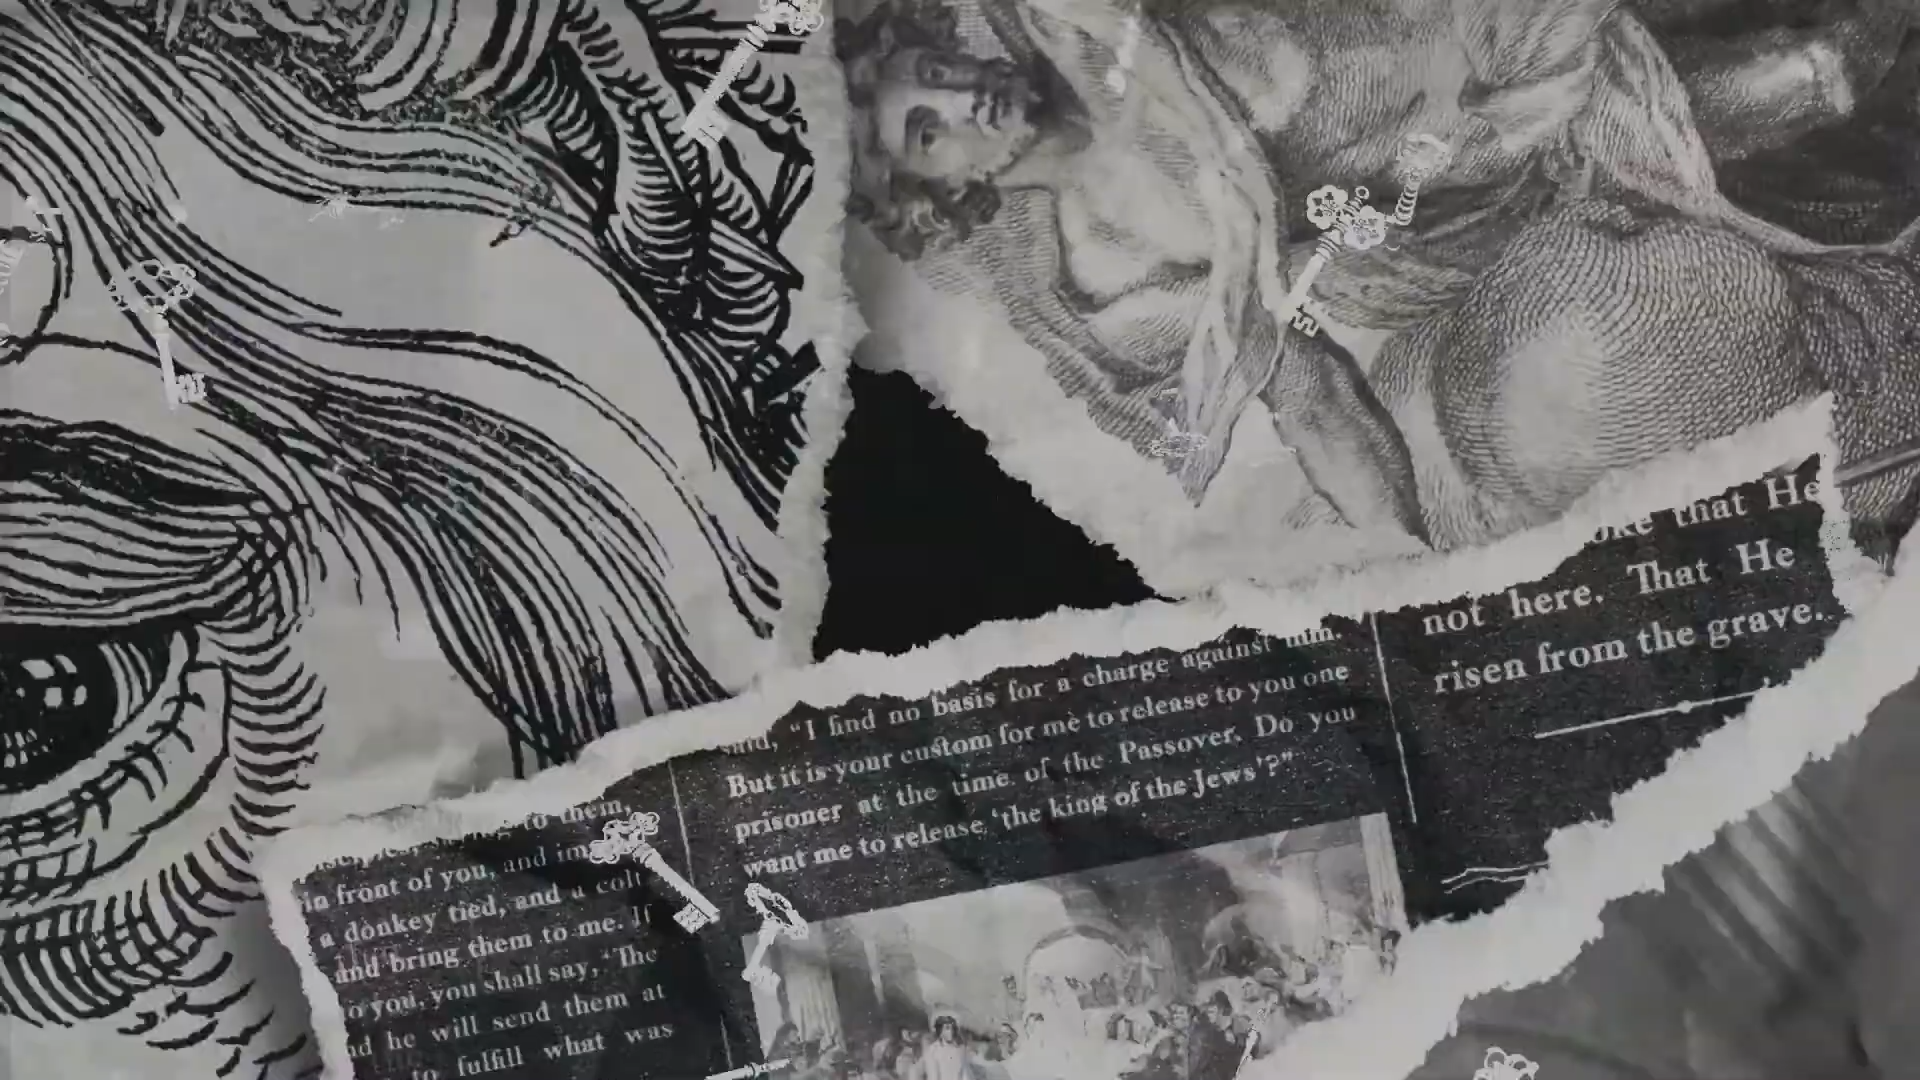 to them,
in front of you, and
a donkey tied, and a colt
and bring them to me. If
to you, you shall say, 'The
he will send them at
to fulfill what was
said, "I find no basis for a charge against him.
But it is your custom for me to release to you one
prisoner at the time of the Passover. Do you
want me to release 'the king of the Jews'?"
that He
not here. That He
risen from the grave.